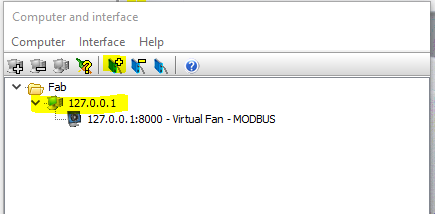 Computer and interface
Computer Interface Help
Fab
127.0.0.1
127.0.0.1:8000 - Virtual Fan - MODBUS